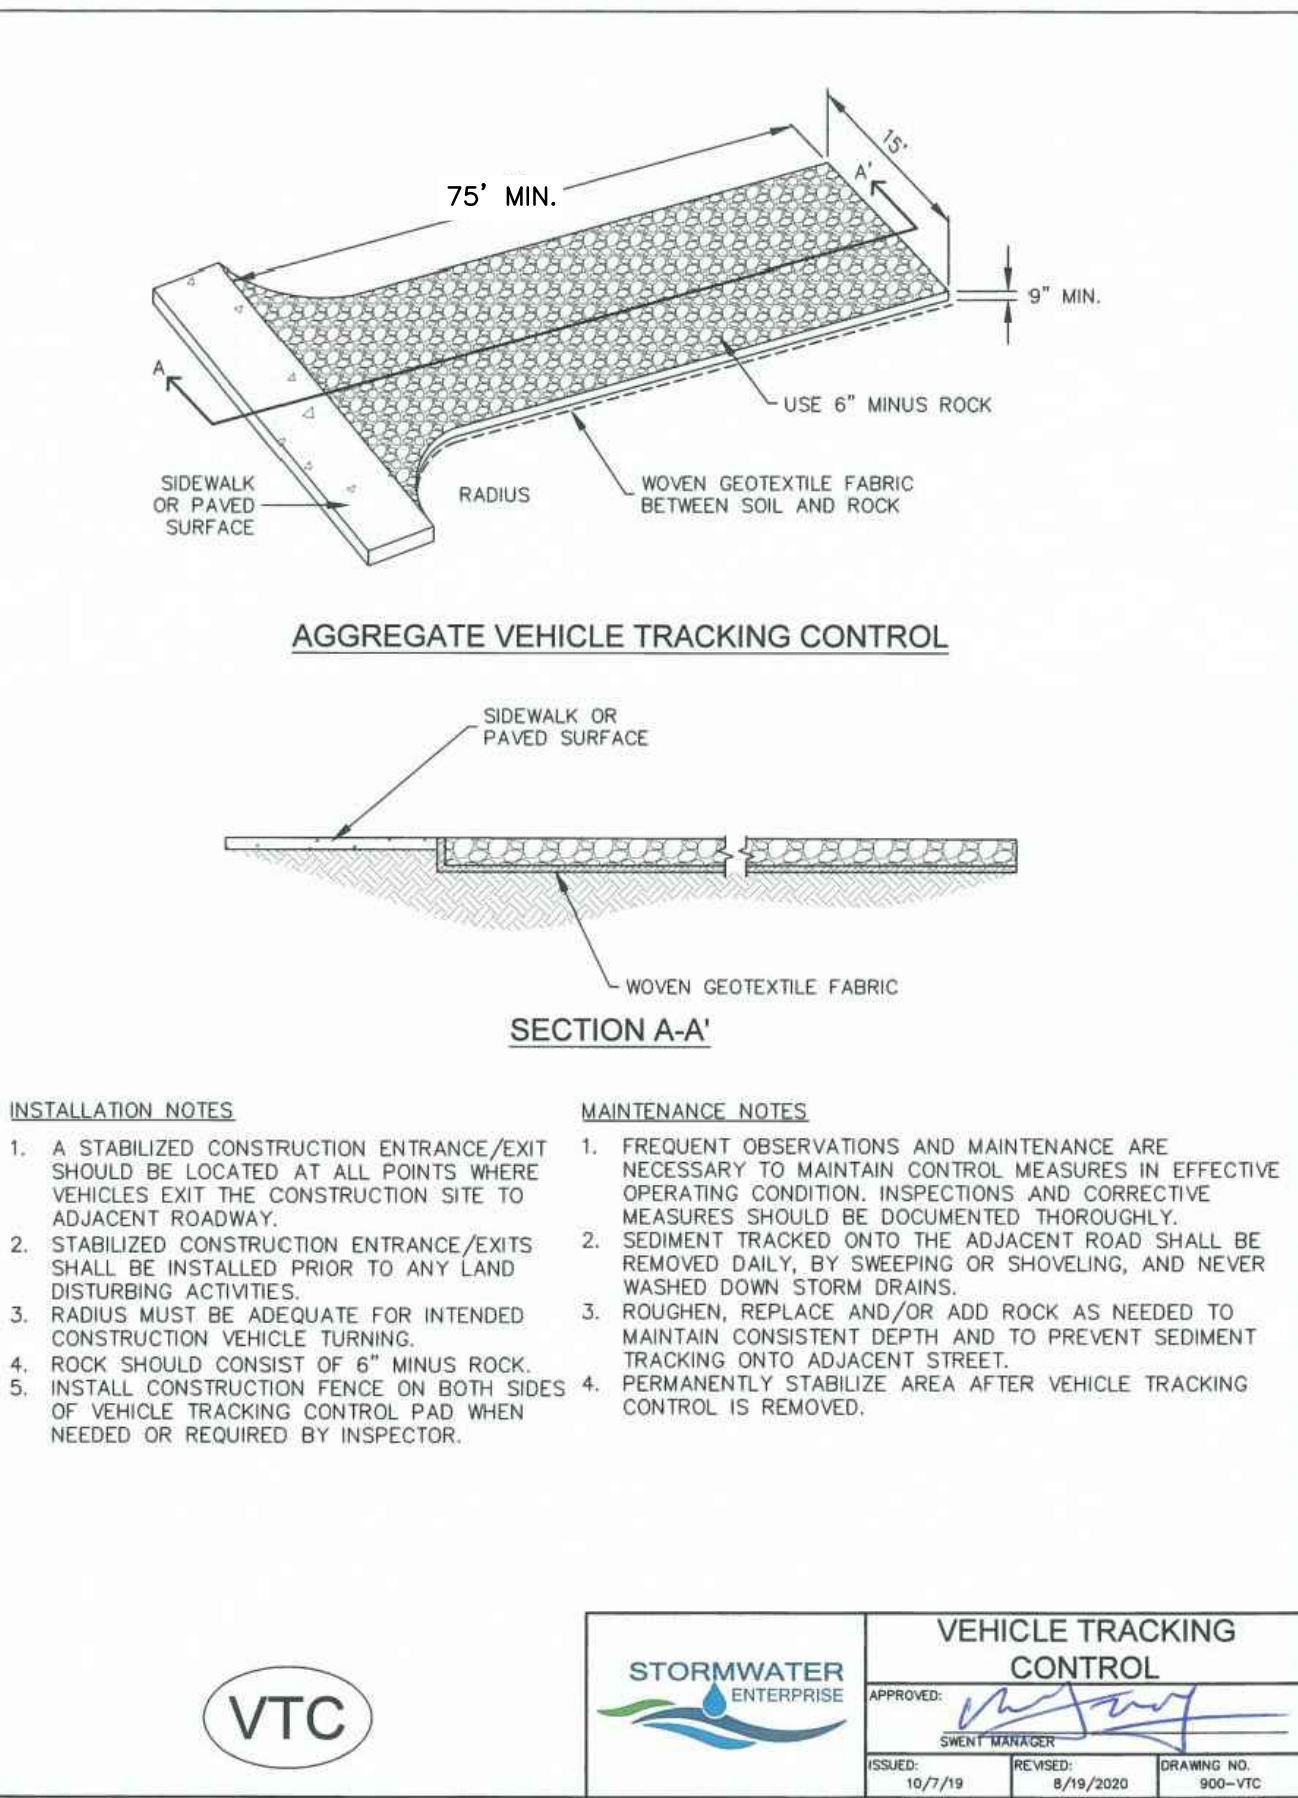 75' MIN.
15'
A'
9" MIN.
A
USE 6" MINUS ROCK
SIDEWALK
OR PAVED
SURFACE
RADIUS
WOVEN GEOTEXTILE FABRIC
BETWEEN SOIL AND ROCK
AGGREGATE VEHICLE TRACKING CONTROL
SIDEWALK OR
PAVED SURFACE
WOVEN GEOTEXTILE FABRIC
SECTION A-A'
INSTALLATION NOTES
1. A STABILIZED CONSTRUCTION ENTRANCE/EXIT
SHOULD BE LOCATED AT ALL POINTS WHERE
VEHICLES EXIT THE CONSTRUCTION SITE TO
ADJACENT ROADWAY.
2. STABILIZED CONSTRUCTION ENTRANCE/EXITS
SHALL BE INSTALLED PRIOR TO ANY LAND
DISTURBING ACTIVITIES.
3. RADIUS MUST BE ADEQUATE FOR INTENDED
CONSTRUCTION VEHICLE TURNING.
4. ROCK SHOULD CONSIST OF 6" MINUS ROCK.
5. INSTALL CONSTRUCTION FENCE ON BOTH SIDES
OF VEHICLE TRACKING CONTROL PAD WHEN
NEEDED OR REQUIRED BY INSPECTOR.
MAINTENANCE NOTES
1. FREQUENT OBSERVATIONS AND MAINTENANCE ARE
NECESSARY TO MAINTAIN CONTROL MEASURES IN EFFECTIVE
OPERATING CONDITION. INSPECTIONS AND CORRECTIVE
MEASURES SHOULD BE DOCUMENTED THOROUGHLY.
2. SEDIMENT TRACKED ONTO THE ADJACENT ROAD SHALL BE
REMOVED DAILY, BY SWEEPING OR SHOVELING, AND NEVER
WASHED DOWN STORM DRAINS.
3. ROUGHEN, REPLACE AND/OR ADD ROCK AS NEEDED TO
MAINTAIN CONSISTENT DEPTH AND TO PREVENT SEDIMENT
TRACKING ONTO ADJACENT STREET.
4. PERMANENTLY STABILIZE AREA AFTER VEHICLE TRACKING
CONTROL IS REMOVED.
VTC
STORMWATER
ENTERPRISE
VEHICLE TRACKING
CONTROL
APPROVED:
SWENT MANAGER
ISSUED:
10/7/19
REVISED:
8/19/2020
DRAWING NO.
900-VTC